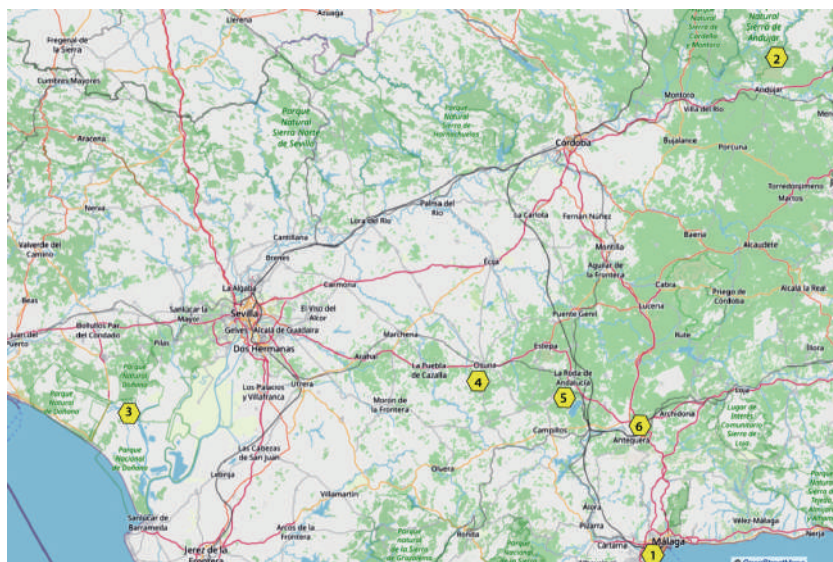 Azuaga
Llerena
Natural
Sierra de
Andújar
Parque
Natural
Sierra de
Cardeña
y Montoro
Fregenal de
la Sierra
2
Cumbres Mayores
Andújar
Montoro
Villa del Río
Parque
Natural
Sierra Norte
de Sevilla
Parque
Natural
Sierra de
Hornachuelos
Aracena
Córdoba
Bujalance
Porcuna
Torredonjimeno
Martos
Nerva
Palma del
Río
Lora del Río
La Carlota
Fernán Núñez
Valverde del
Camino
Cantillana
Brenes
Montilla
Baena
Alcaudete
Écija
Aguilar de
la Frontera
Beas
La Algaba
Carmona
Cabra
Priego de
Córdoba
Alcalá la Real
Sanlúcar la
Mayor
Sevilla
El Viso del
Alcor
Lucena
Puente Genil
Juan del
Puerto
Bollullos Par
del Condado
Gelves
Alcalá de Guadaíra
Marchena
Rute
Pilas
Dos Hermanas
Estepa
Illora
Arahal
La Puebla
de Cazalla
Osuna
Parque
Natural
Doñana
Los Palacios
y Villafranca
Utrera
4
La Roda de
Andalucía
5
Loja
Parque
Natural
de Doñana
3
Morón de
la Frontera
6
Archidona
Lugar de
Interés
Comunitario
Sierra de
Loja
Campillos
Antequera
Parque
Nacional
de Doñana
Las Cabezas
de San Juan
Lebrija
Olvera
Villamartín
Álora
Sanlúcar de
Barrameda
Arcos de la
Frontera
Pizarra
Vélez-Málaga
Nerja
Jerez de la
Frontera
Ronda
Cártama
Málaga
1
© OpenStreetMap